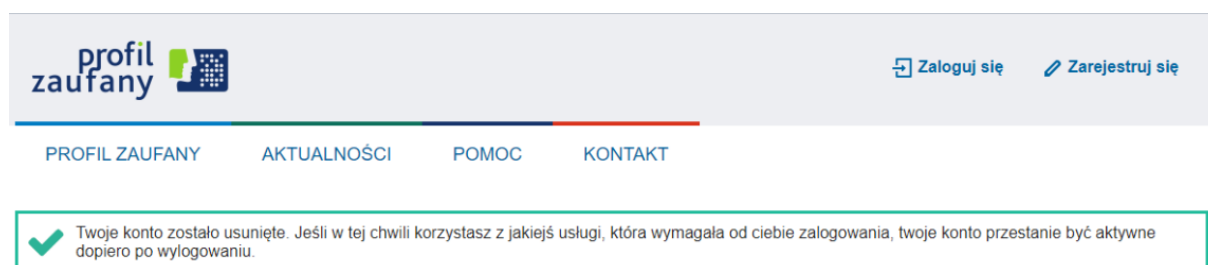 profil
zaufany
Zaloguj się
Zarejestruj się
PROFIL ZAUFANY
AKTUALNOŚCI
POMOC
KONTAKT
Twoje konto zostało usunięte. Jeśli w tej chwili korzystasz z jakiejś usługi, która wymagała od ciebie zalogowania, twoje konto przestanie być aktywne
dopiero po wylogowaniu.